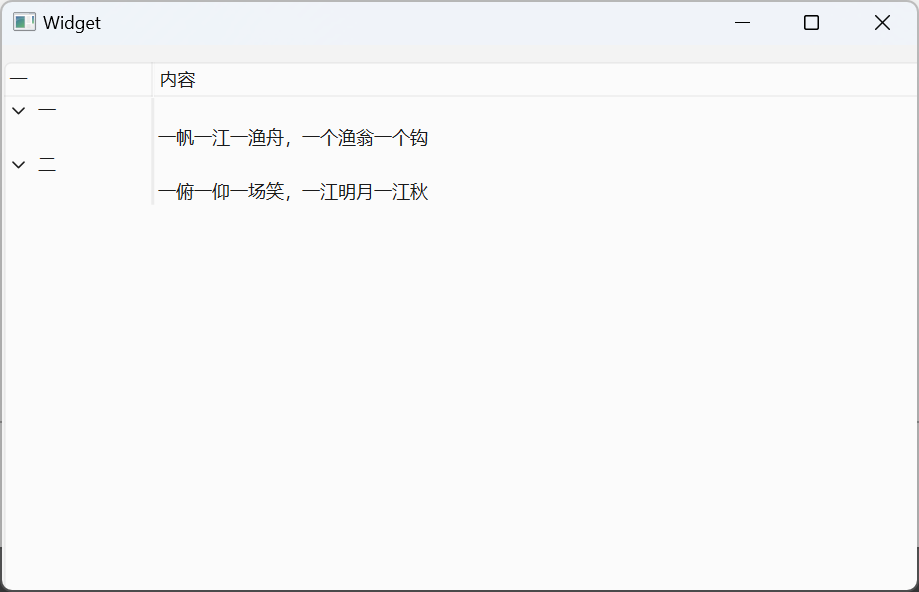 Widget
一 内容
一
一帆一江一渔舟，一个渔翁一个钩
二
一俯一仰一场笑，一江明月一江秋